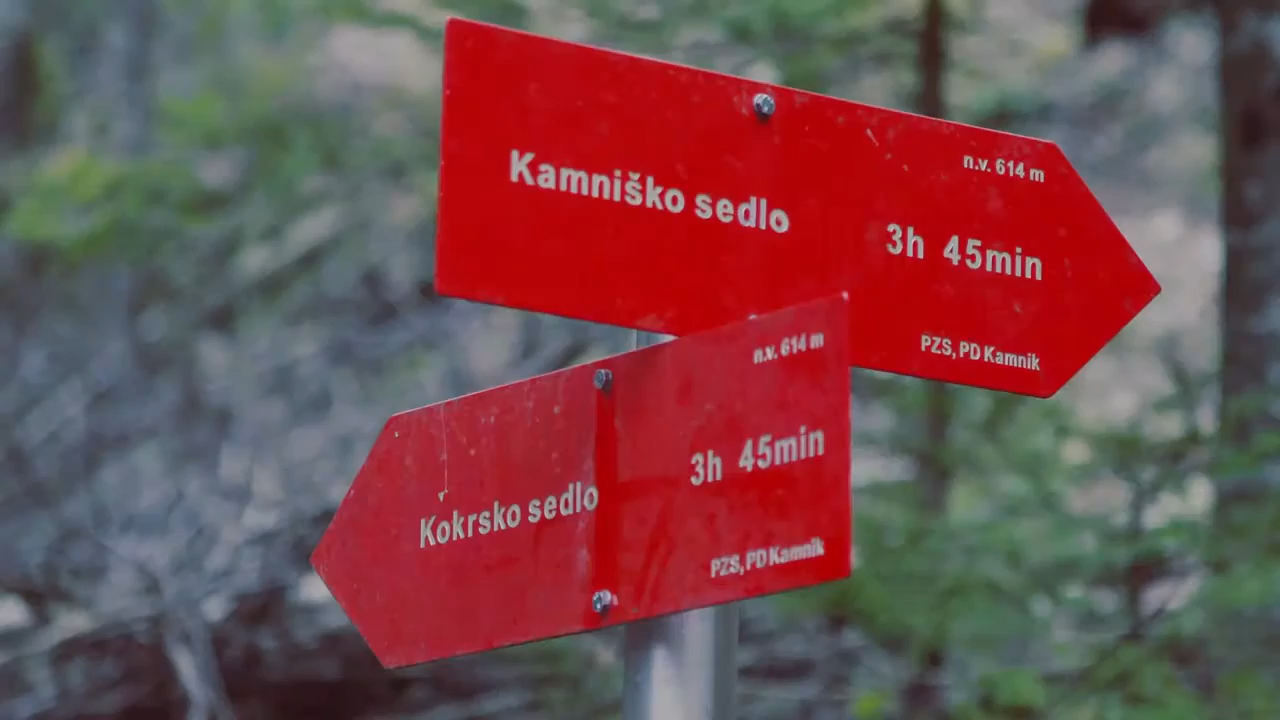 n.v. 614 m
Kamniško sedlo
3h 45min
PZS, PD Kamnik
n.v. 614 m
3h 45min
Kokrsko sedlo
PZS, PD Kamnik